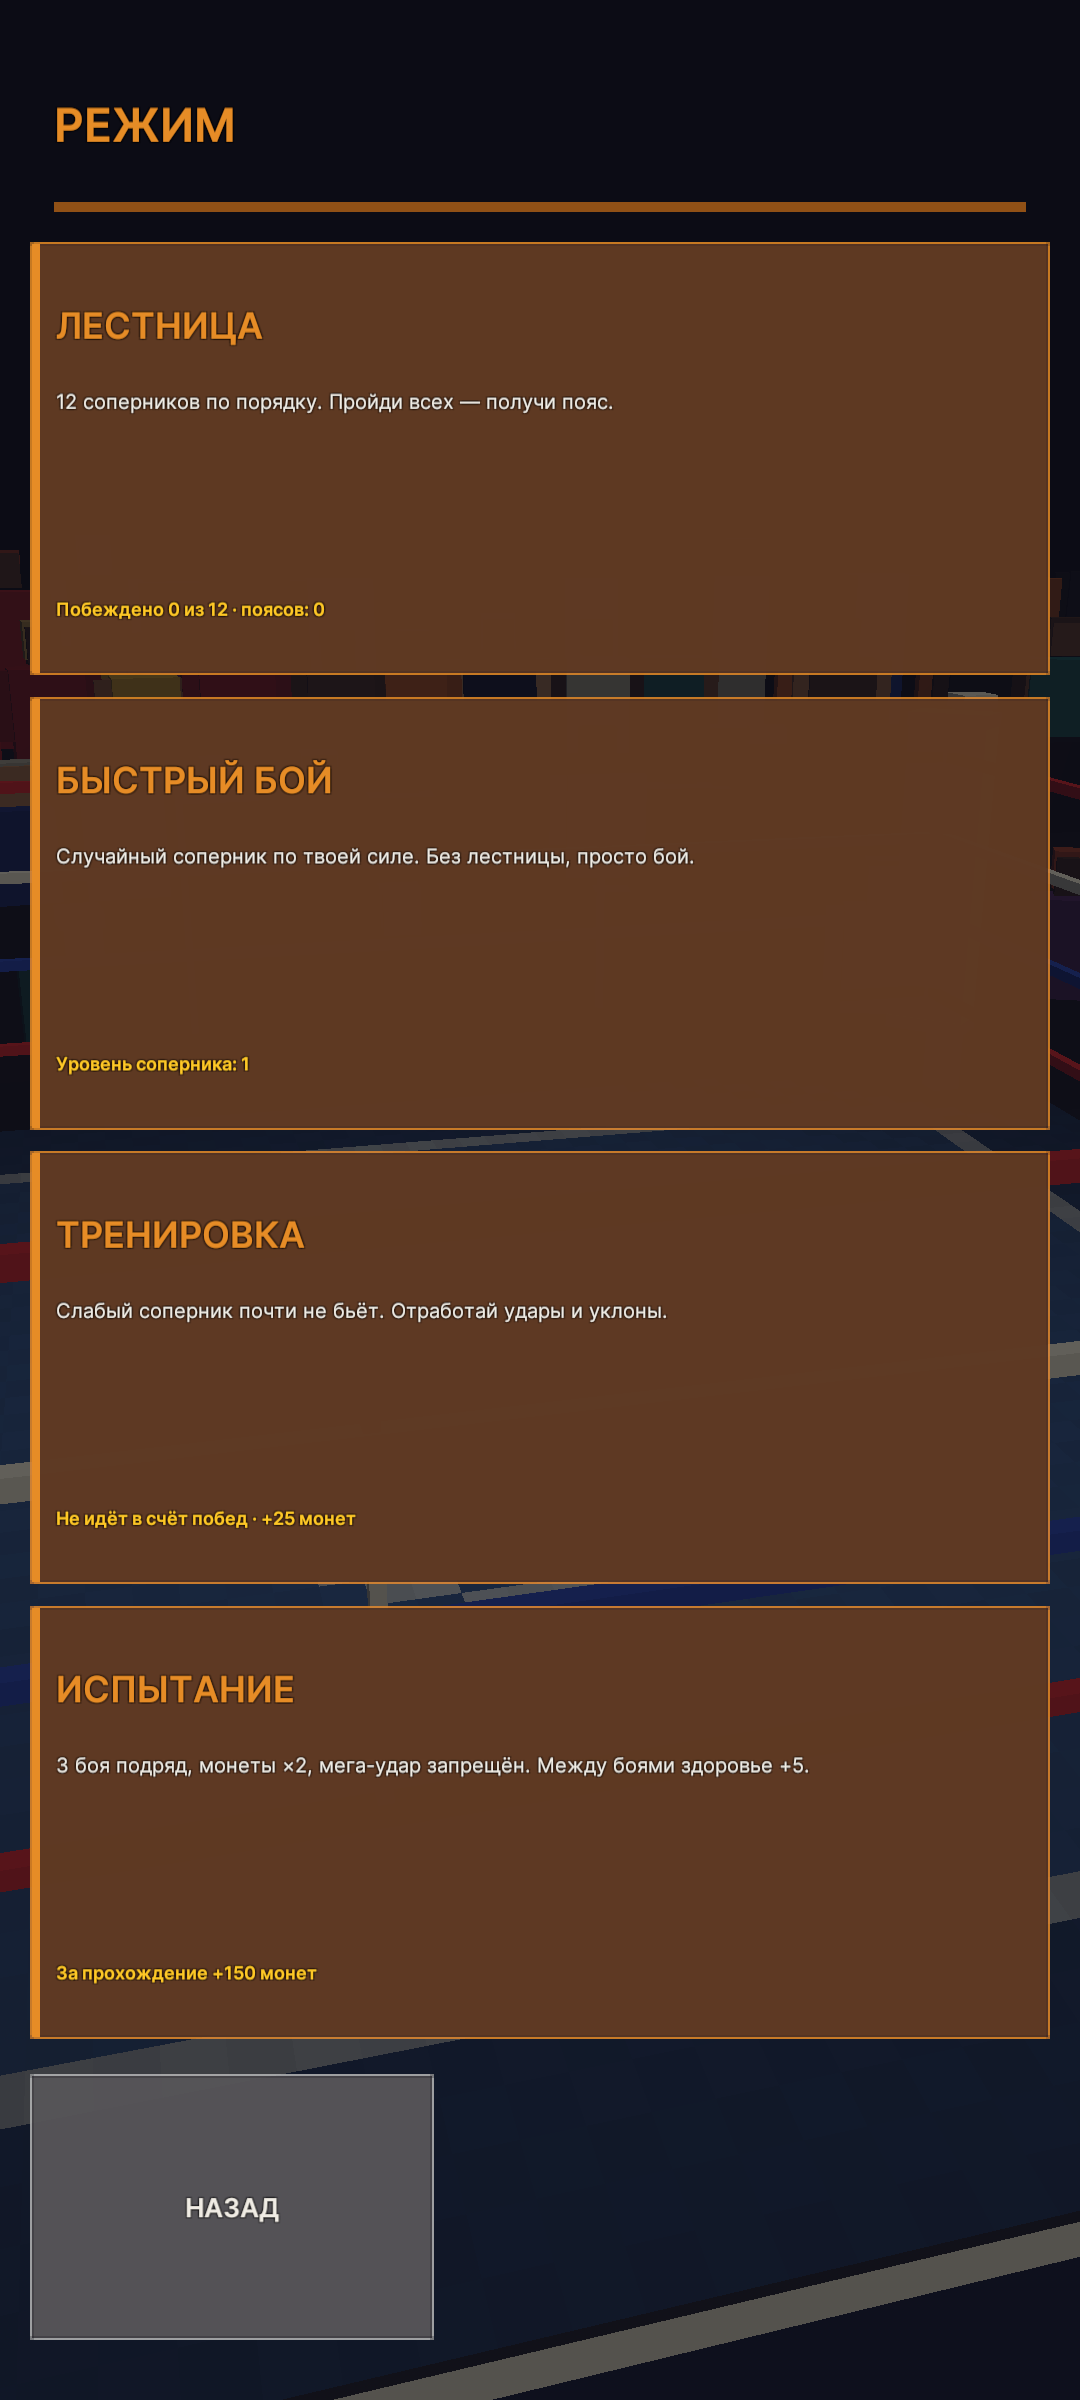 РЕЖИМ
ЛЕСТНИЦА
12 соперников по порядку. Пройди всех — получи пояс.
Побеждено 0 из 12 · поясов: 0
БЫСТРЫЙ БОЙ
Случайный соперник по твоей силе. Без лестницы, просто бой.
Уровень соперника: 1
ТРЕНИРОВКА
Слабый соперник почти не бьёт. Отработай удары и уклоны.
Не идёт в счёт побед · +25 монет
ИСПЫТАНИЕ
3 боя подряд, монеты ×2, мега-удар запрещён. Между боями здоровье +5.
За прохождение +150 монет
НАЗАД